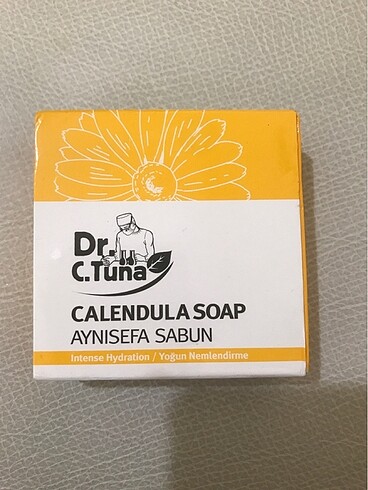 Dr.
C.Tuna
CALENDULA SOAP
AYNISEFA SABUN
Intense Hydration / Yoğun Nemlendirme